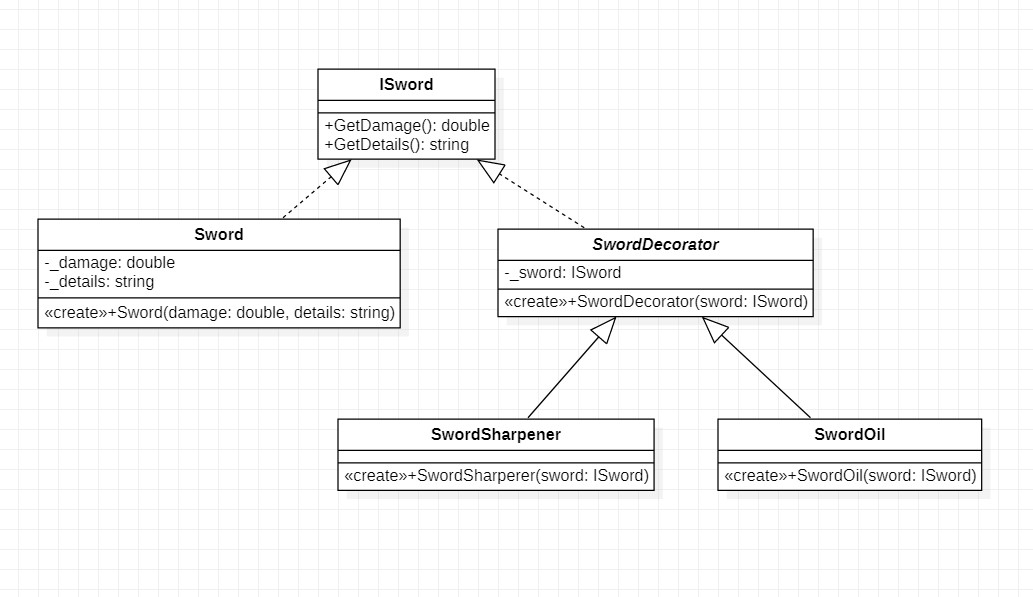 ISword
+GetDamage(): double
+GetDetails(): string
Sword
-_damage: double
-_details: string
«create»+Sword(damage: double, details: string)
SwordDecorator
-_sword: ISword
«create»+SwordDecorator(sword: ISword)
SwordSharpener
«create»+SwordSharperer(sword: ISword)
SwordOil
«create»+SwordOil(sword: ISword)